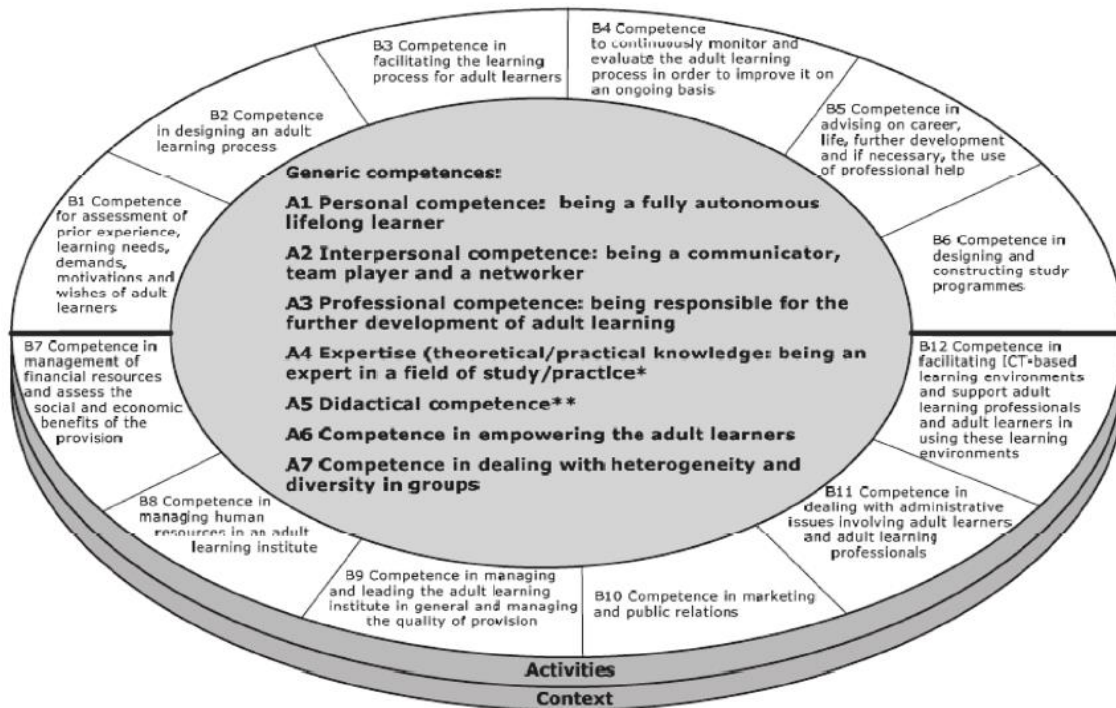 B4 Competence
to continuously monitor and
evaluate the adult learning
process in order to improve it on
an ongoing basis
B3 Competence in
facilitating the learning
process for adult learners
B2 Competence
in designing an adult
learning process
B5 Competence in
advising on career,
life, further development
and if necessary, the use
of professional help
B1 Competence
for assessment of
prior experience,
learning needs,
demands,
motivations and
wishes of adult
learners
B6 Competence in
designing and
constructing study
programmes
Generic competences:
A1 Personal competence: being a fully autonomous
lifelong learner
A2 Interpersonal competence: being a communicator,
team player and a networker
A3 Professional competence: being responsible for the
further development of adult learning
A4 Expertise (theoretical/practical knowledge: being an
expert in a field of study/practice*
A5 Didactical competence**
A6 Competence in empowering the adult learners
A7 Competence in dealing with heterogeneity and
diversity in groups
B7 Competence in
management of
financial resources
and assess the
social and economic
benefits of the
provision
B12 Competence in
facilitating ICT-based
learning environments
and support adult
learning professionals
and adult learners in
using these learning
environments
B8 Competence in
managing human
resources in an adult
learning institute
B11 Competence in
dealing with administrative
issues involving adult learners
and adult learning
professionals
B9 Competence in managing
and leading the adult learning
institute in general and managing
the quality of provision
B10 Competence in marketing
and public relations
Activities
Context